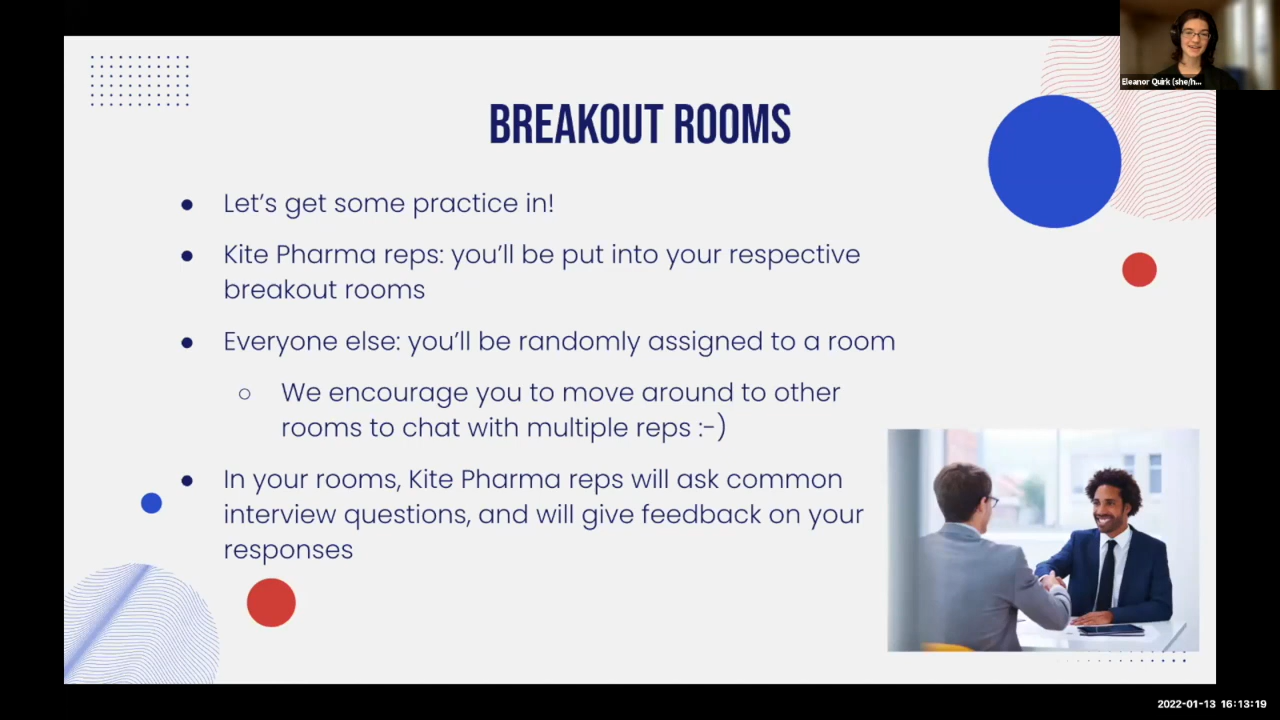 Eleanor Quirk (she/h...
BREAKOUT ROOMS
● Let's get some practice in!
● Kite Pharma reps: you'll be put into your respective
breakout rooms
● Everyone else: you'll be randomly assigned to a room
○ We encourage you to move around to other
rooms to chat with multiple reps :-)
● In your rooms, Kite Pharma reps will ask common
interview questions, and will give feedback on your
responses
2022-01-13 16:13:19